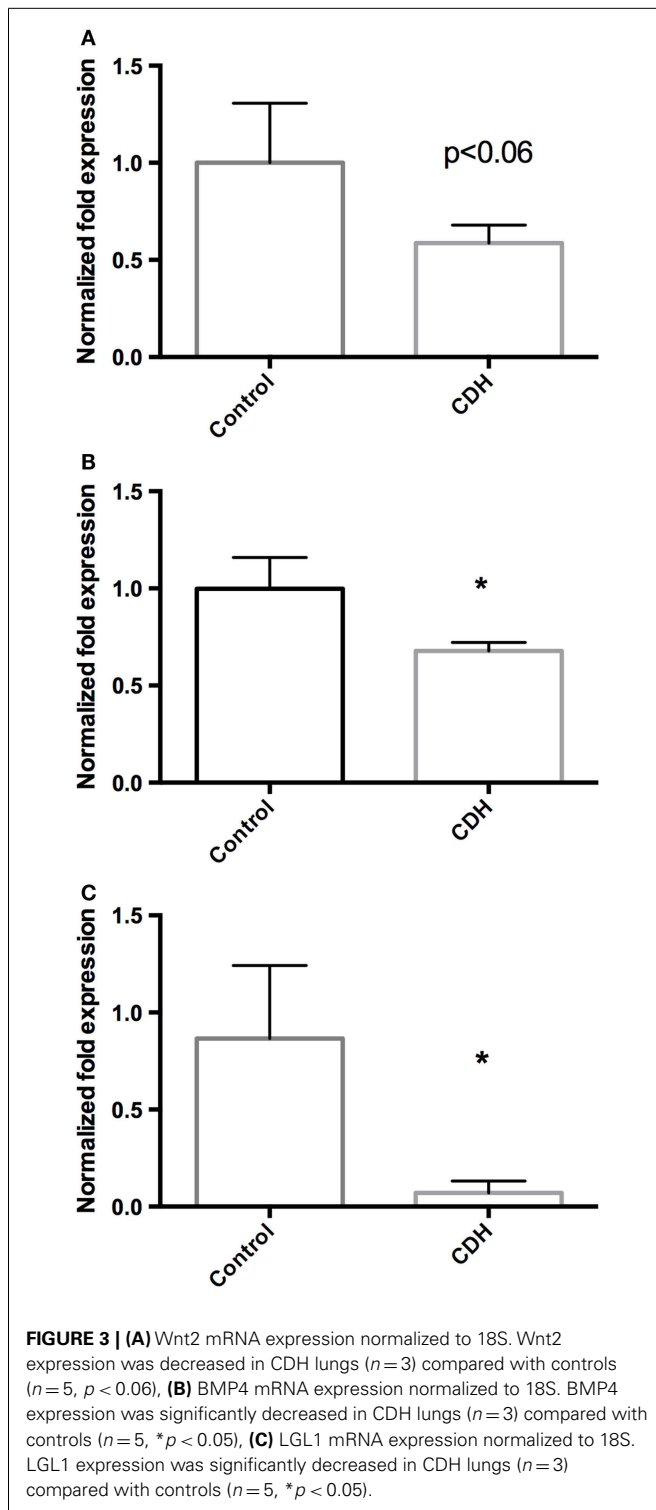 A
Normalized fold expression
1.5
1.0
0.5
0.0
p<0.06
Control
CDH
B
Normalized fold expression
1.5
1.0
0.5
0.0
*
Control
CDH
C
Normalized fold expression
1.5
1.0
0.5
0.0
*
Control
CDH
FIGURE 3 | (A) Wnt2 mRNA expression normalized to 18S. Wnt2
expression was decreased in CDH lungs (n = 3) compared with controls
(n = 5, p < 0.06), (B) BMP4 mRNA expression normalized to 18S. BMP4
expression was significantly decreased in CDH lungs (n = 3) compared with
controls (n = 5, *p < 0.05), (C) LGL1 mRNA expression normalized to 18S.
LGL1 expression was significantly decreased in CDH lungs (n = 3)
compared with controls (n = 5, *p < 0.05).